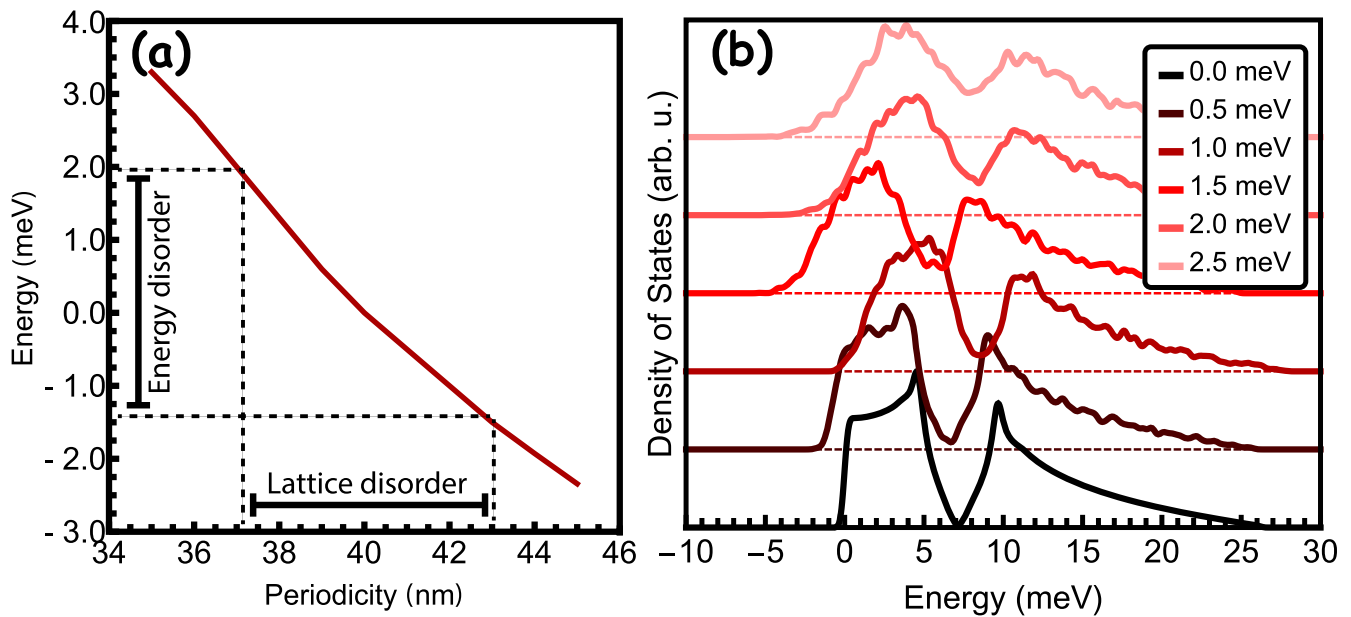 (a)
4.0
3.0
2.0
1.0
0.0
- 1.0
- 2.0
- 3.0
Energy (meV)
Energy disorder
Lattice disorder
34 36 38 40 42 44 46
Periodicity (nm)
(b)
0.0 meV
0.5 meV
1.0 meV
1.5 meV
2.0 meV
2.5 meV
Density of States (arb. u.)
−10 −5 0 5 10 15 20 25 30
Energy (meV)